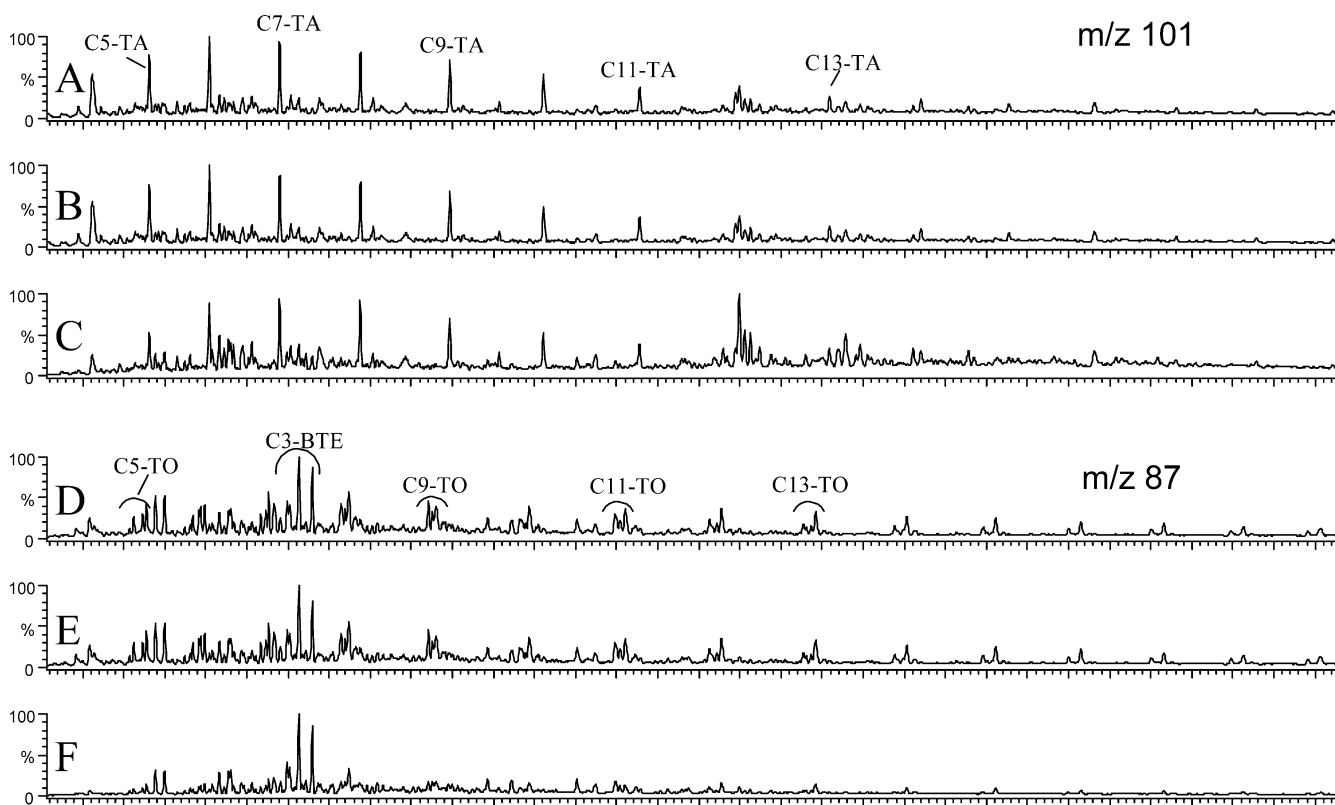 m/z 101
C7-TA
C5-TA
C9-TA
C11-TA
C13-TA
100
%
0
A
100
%
0
B
100
%
0
C
m/z 87
C3-BTE
C5-TO
C9-TO
C11-TO
C13-TO
100
%
0
D
100
%
0
E
100
%
0
F